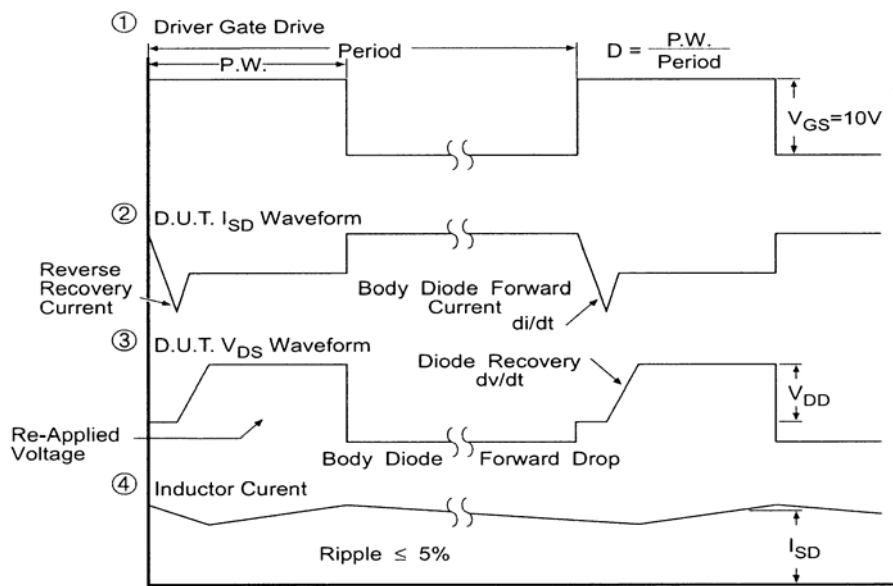 ① Driver Gate Drive
Period
P.W.
D = P.W. / Period
VGS=10V
② D.U.T. ISD Waveform
Reverse
Recovery
Current
Body Diode Forward
Current
di/dt
③ D.U.T. VDS Waveform
Diode Recovery
dv/dt
VDD
Re-Applied
Voltage
Body Diode Forward Drop
④ Inductor Curent
Ripple ≤ 5%
ISD